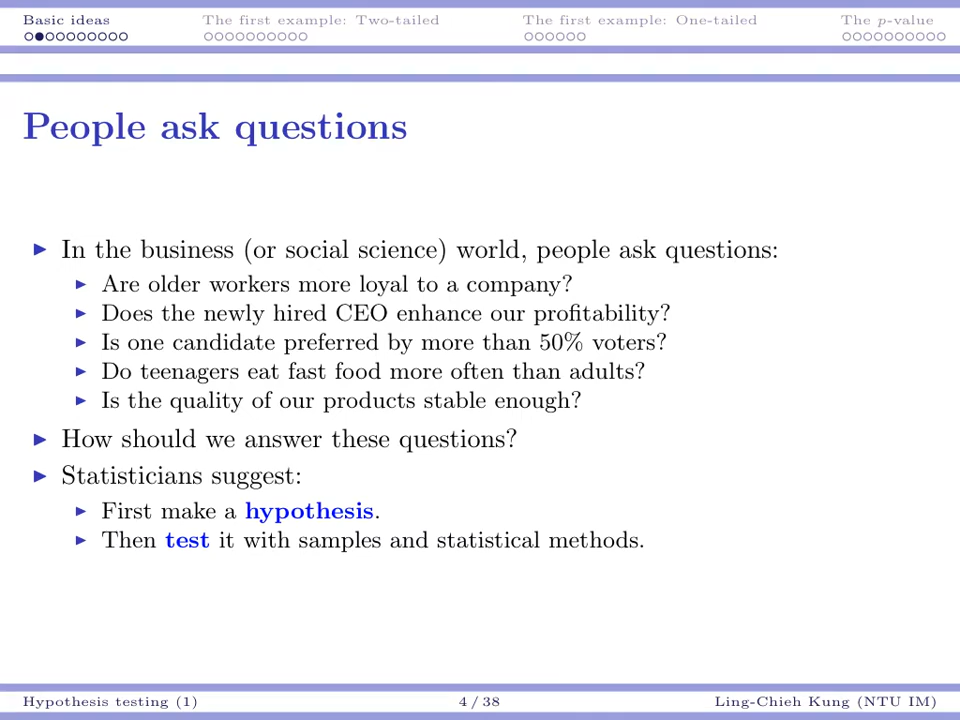 Basic ideas
The first example: Two-tailed
The first example: One-tailed
The p-value
People ask questions
In the business (or social science) world, people ask questions:
Are older workers more loyal to a company?
Does the newly hired CEO enhance our profitability?
Is one candidate preferred by more than 50% voters?
Do teenagers eat fast food more often than adults?
Is the quality of our products stable enough?
How should we answer these questions?
Statisticians suggest:
First make a hypothesis.
Then test it with samples and statistical methods.
Hypothesis testing (1)
4 / 38
Ling-Chieh Kung (NTU IM)